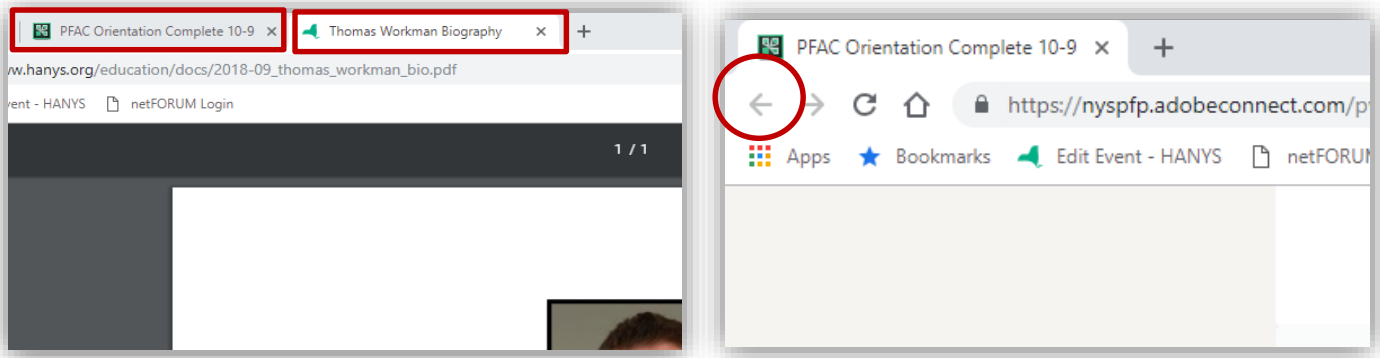 PFAC Orientation Complete 10-9
Thomas Workman Biography
w.hanys.org/education/docs/2018-09_thomas_workman_bio.pdf
vent - HANYS netFORUM Login
1 / 1
PFAC Orientation Complete 10-9
https://nyspfp.adobeconnect.com/p
Apps Bookmarks Edit Event - HANYS netFORUM